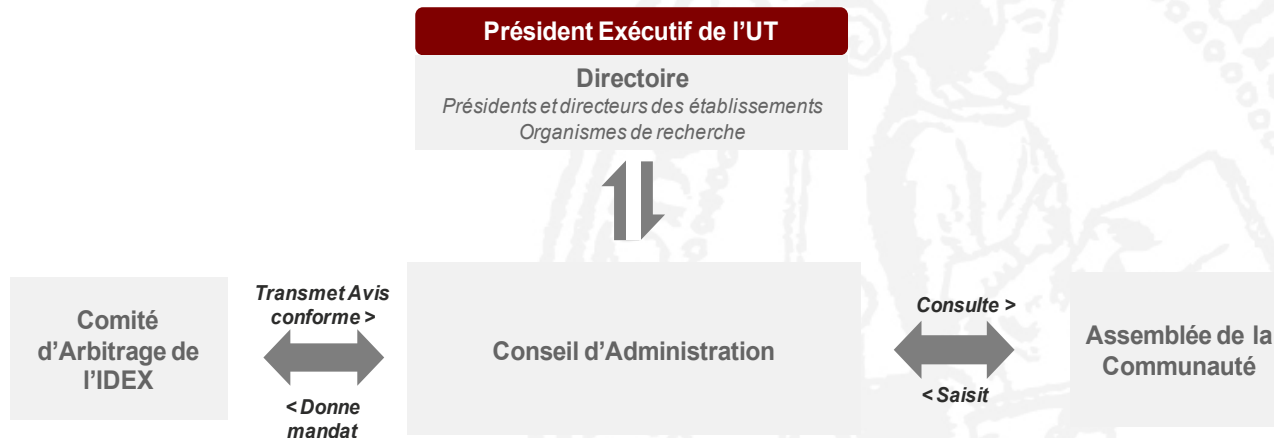 Président Exécutif de l'UT
Directoire
Présidents et directeurs des établissements
Organismes de recherche
Transmet Avis
conforme >
Comité
d'Arbitrage de
l'IDEX
< Donne
mandat
Conseil d'Administration
Consulte >
< Saisit
Assemblée de la
Communauté